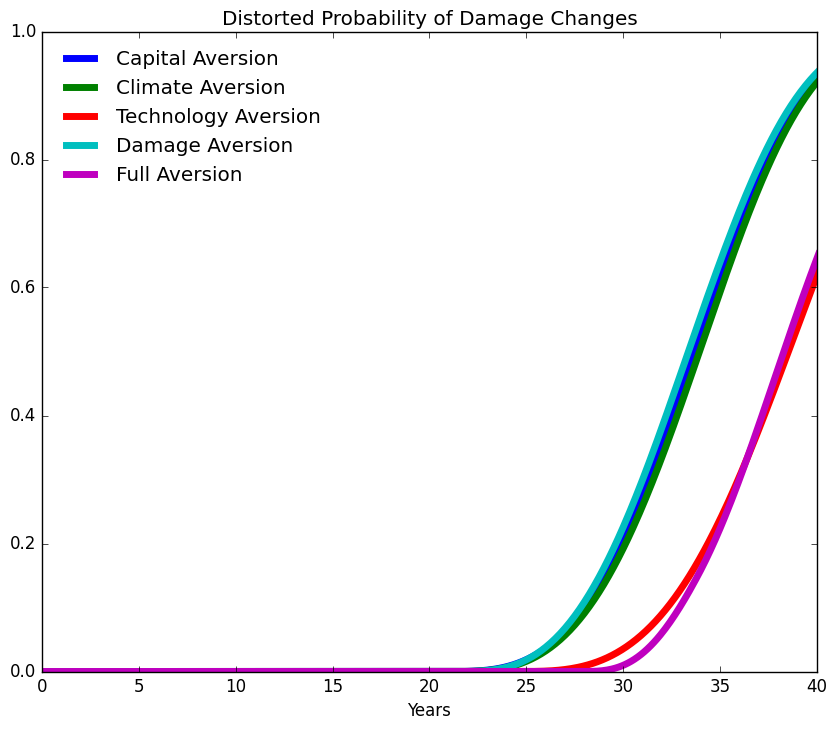 Distorted Probability of Damage Changes
1.0
Capital Aversion
Climate Aversion
Technology Aversion
Damage Aversion
Full Aversion
0.8
0.6
0.4
0.2
0.0
0 5 10 15 20 25 30 35 40
Years